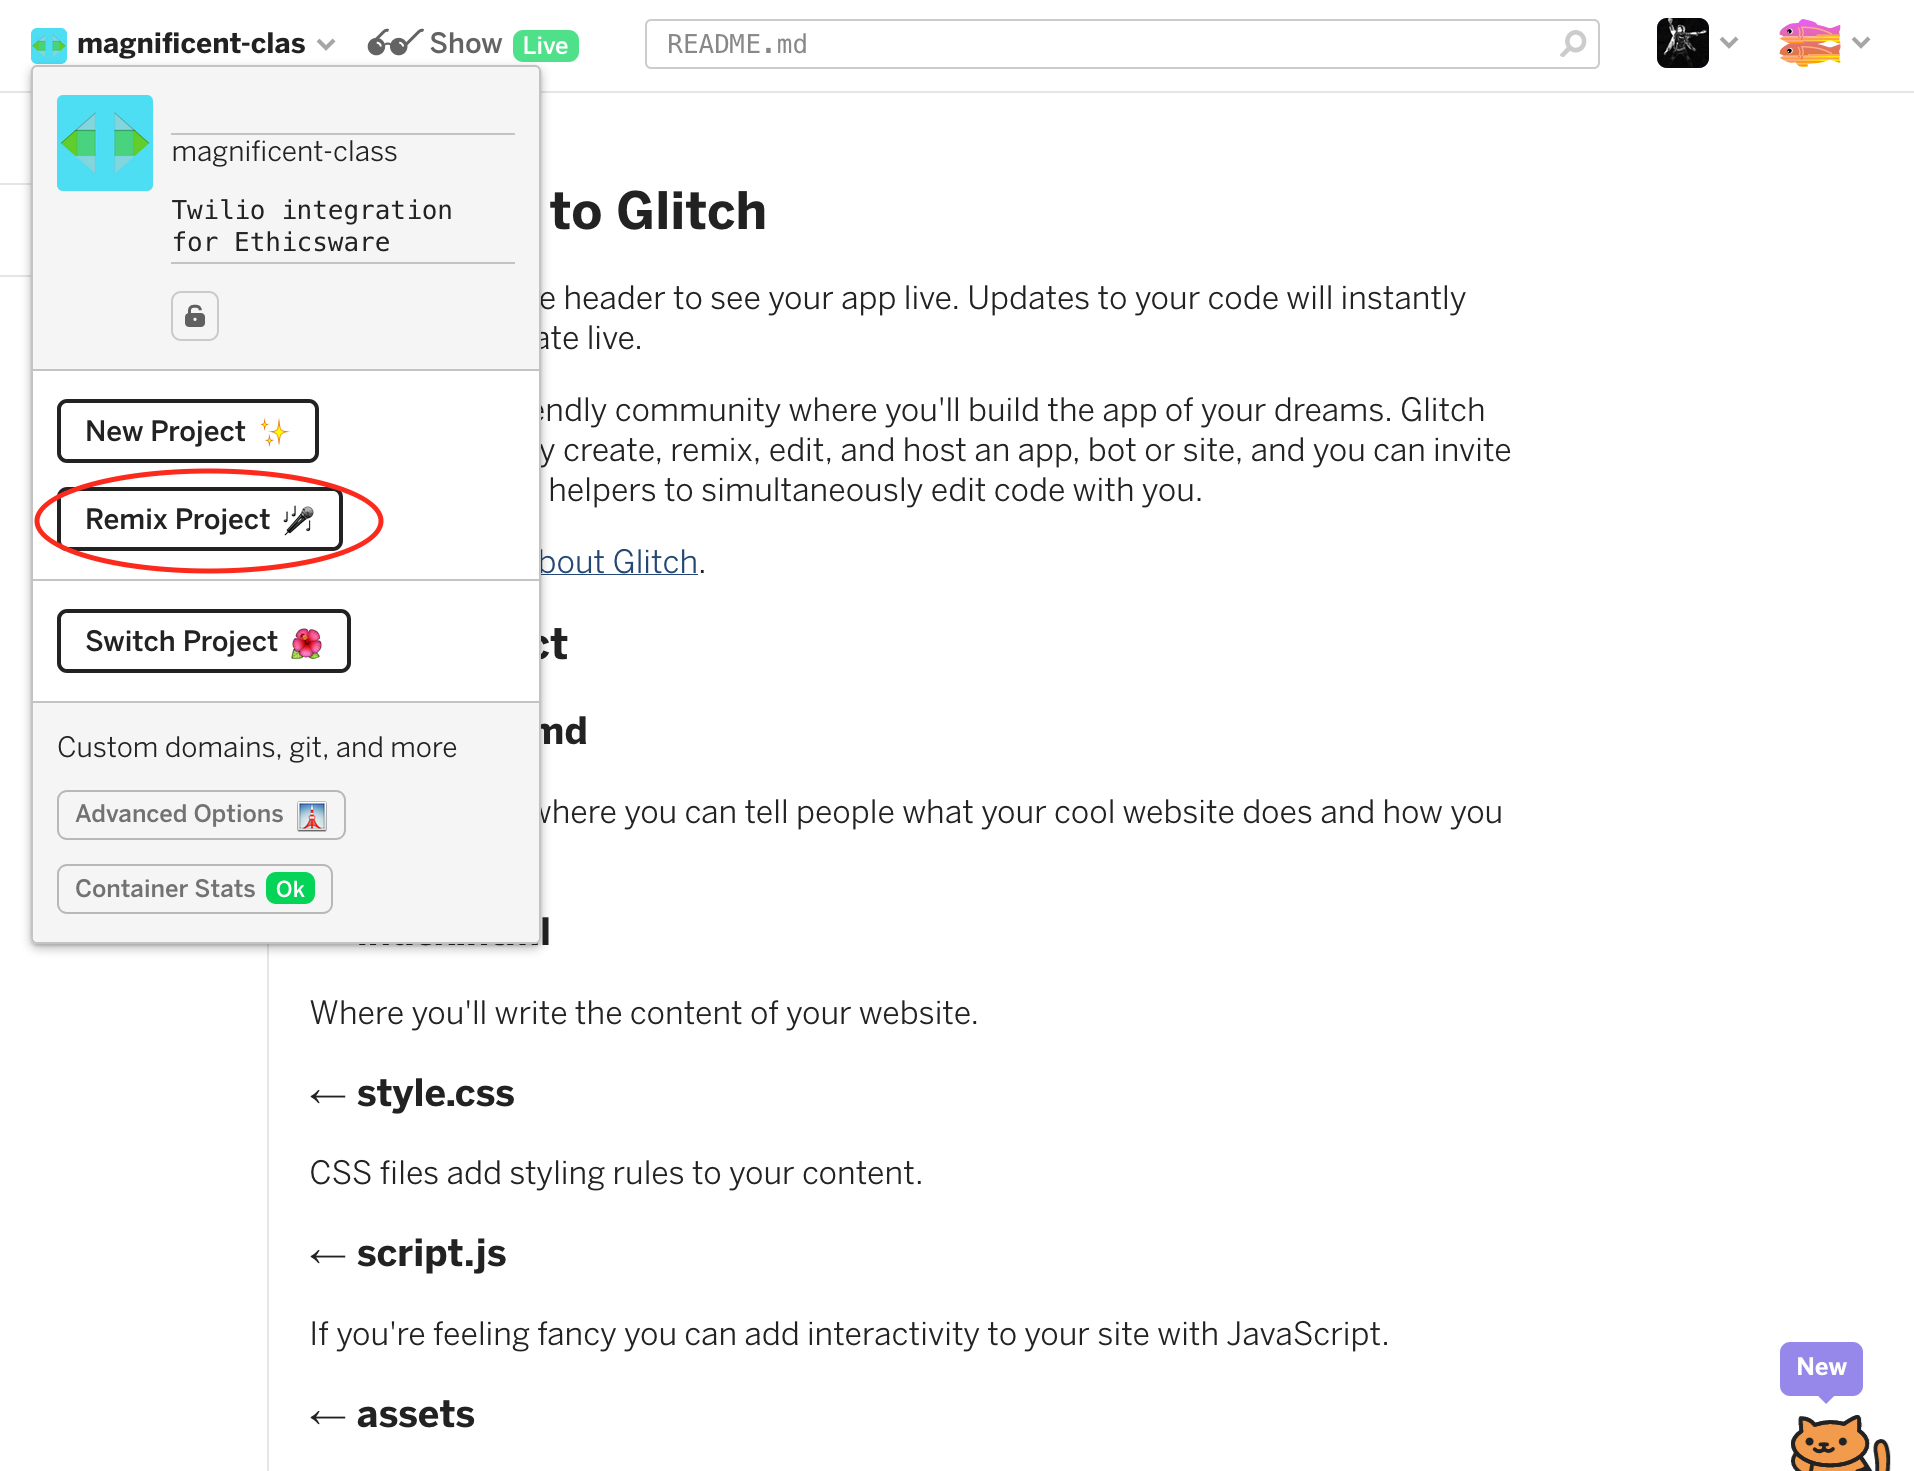 magnificent-clas
Show
Live
README.md
magnificent-class
Twilio integration
for Ethicsware
New Project
Remix Project
Switch Project
Custom domains, git, and more
Advanced Options
Container Stats Ok
to Glitch
header to see your app live. Updates to your code will instantly
live.
community where you'll build the app of your dreams. Glitch
create, remix, edit, and host an app, bot or site, and you can invite
helpers to simultaneously edit code with you.
bout Glitch.
ct
md
where you can tell people what your cool website does and how you
Where you'll write the content of your website.
← style.css
CSS files add styling rules to your content.
← script.js
If you're feeling fancy you can add interactivity to your site with JavaScript.
← assets
New